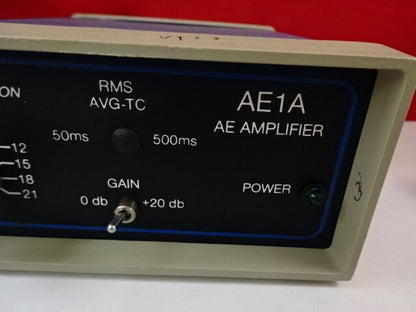 ON
12
15
18
21
RMS
AVG-TC
50ms 500ms
GAIN
0 db +20 db
AE1A
AE AMPLIFIER
POWER